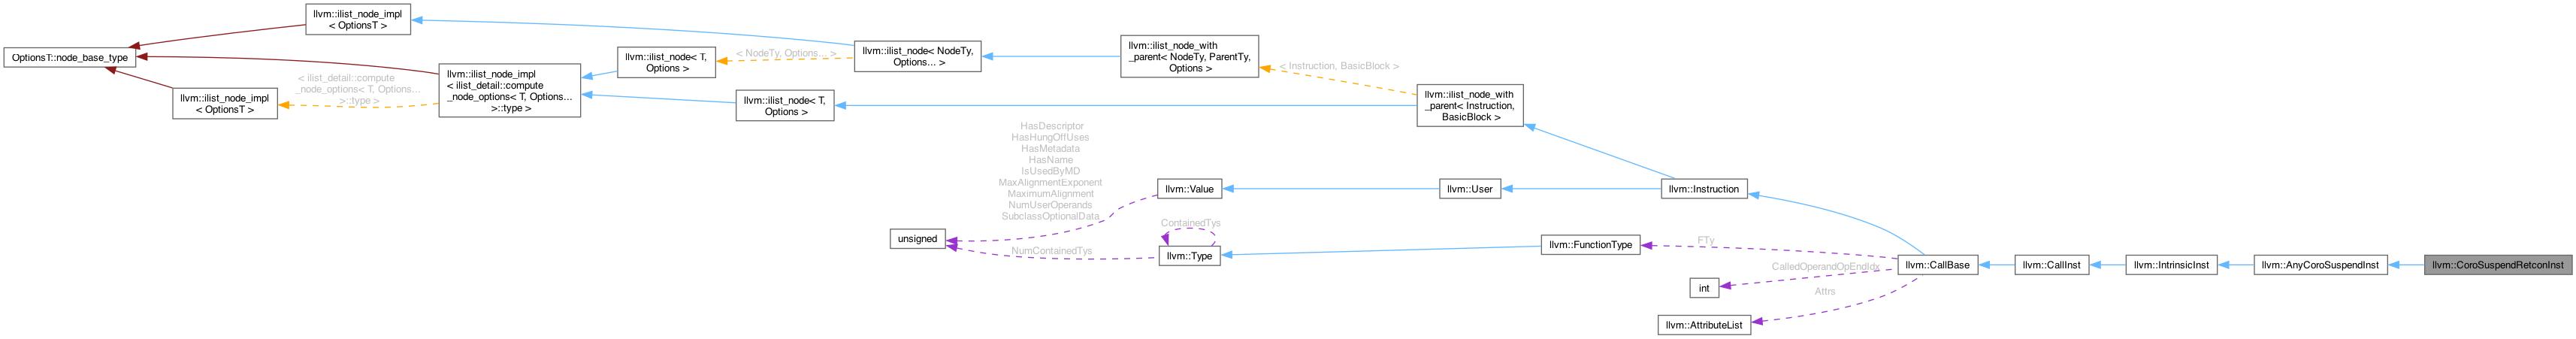 llvm::ilist_node_impl
< OptionsT >
OptionsT::node_base_type
llvm::ilist_node_impl
< OptionsT >
< ilist_detail::compute
_node_options< T, Options...
>::type >
llvm::ilist_node_impl
< ilist_detail::compute
_node_options< T, Options...
>::type >
llvm::ilist_node< T,
Options >
< NodeTy, Options... >
llvm::ilist_node< T,
Options >
llvm::ilist_node< NodeTy,
Options... >
llvm::ilist_node_with
_parent< NodeTy, ParentTy,
Options >
< Instruction, BasicBlock >
llvm::ilist_node_with
_parent< Instruction,
BasicBlock >
HasDescriptor
HasHungOffUses
HasMetadata
HasName
IsUsedByMD
MaxAlignmentExponent
MaximumAlignment
NumUserOperands
SubclassOptionalData
unsigned
NumContainedTys
llvm::Value
ContainedTys
llvm::Type
llvm::User
llvm::FunctionType
llvm::Instruction
FTy
CalledOperandOpEndIdx
int
Attrs
llvm::AttributeList
llvm::CallBase
llvm::CallInst
llvm::IntrinsicInst
llvm::AnyCoroSuspendInst
llvm::CoroSuspendRetconInst